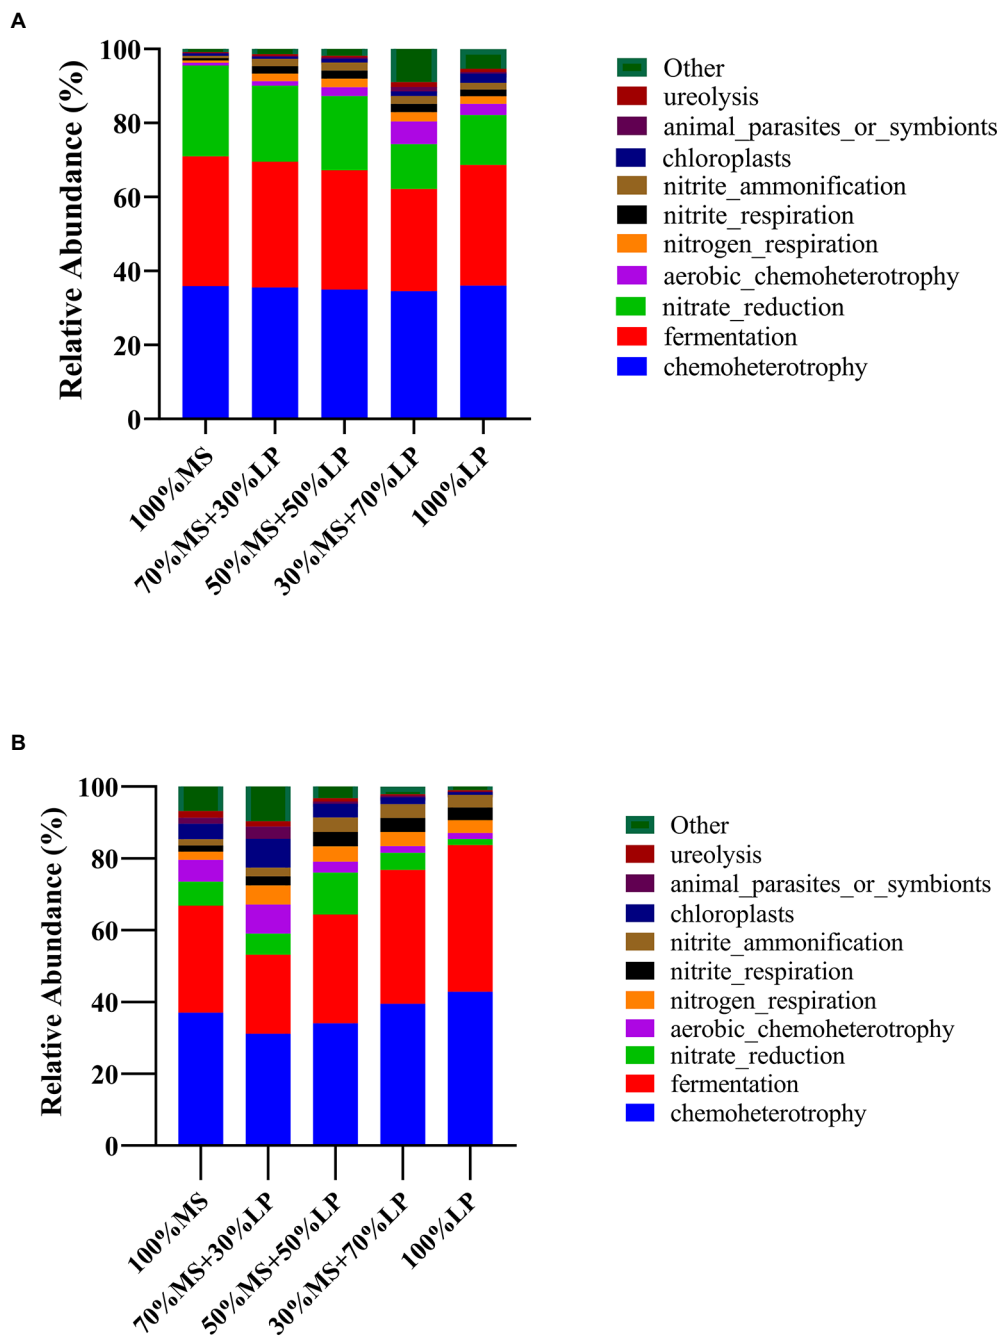 A
Relative Abundance (%)
100
80
60
40
20
0
100%MS
70%MS+30%LP
50%MS+50%LP
30%MS+70%LP
100%LP
Other
ureolysis
animal_parasites_or_symbionts
chloroplasts
nitrite_ammonification
nitrite_respiration
nitrogen_respiration
aerobic_chemoheterotrophy
nitrate_reduction
fermentation
chemoheterotrophy
B
Relative Abundance (%)
100
80
60
40
20
0
100%MS
70%MS+30%LP
50%MS+50%LP
30%MS+70%LP
100%LP
Other
ureolysis
animal_parasites_or_symbionts
chloroplasts
nitrite_ammonification
nitrite_respiration
nitrogen_respiration
aerobic_chemoheterotrophy
nitrate_reduction
fermentation
chemoheterotrophy